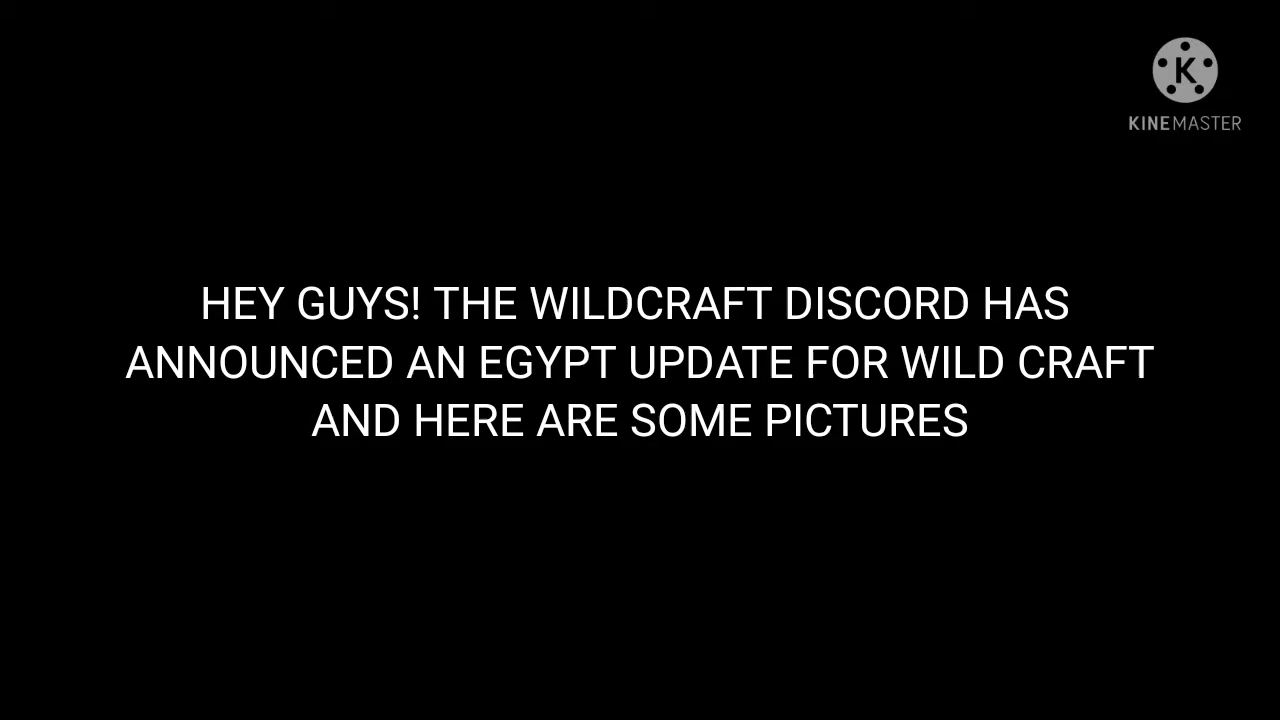 K
KINEMASTER
HEY GUYS! THE WILDCRAFT DISCORD HAS
ANNOUNCED AN EGYPT UPDATE FOR WILD CRAFT
AND HERE ARE SOME PICTURES